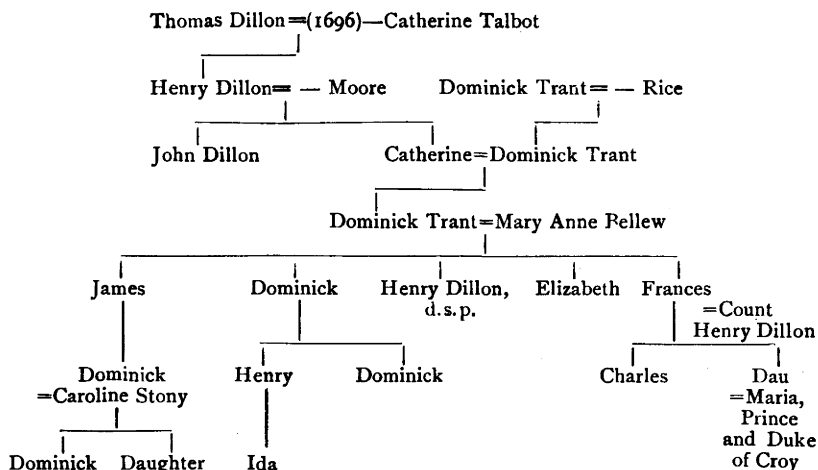 Thomas Dillon=(1696)—Catherine Talbot
Henry Dillon= — Moore Dominick Trant= — Rice
John Dillon Catherine=Dominick Trant
Dominick Trant=Mary Anne Bellew
James Dominick Henry Dillon, Elizabeth Frances
d.s.p. =Count
Henry Dillon
Dominick Henry Dominick Charles Dau
=Caroline Stony =Maria,
Prince
and Duke
Dominick Daughter Ida of Croy